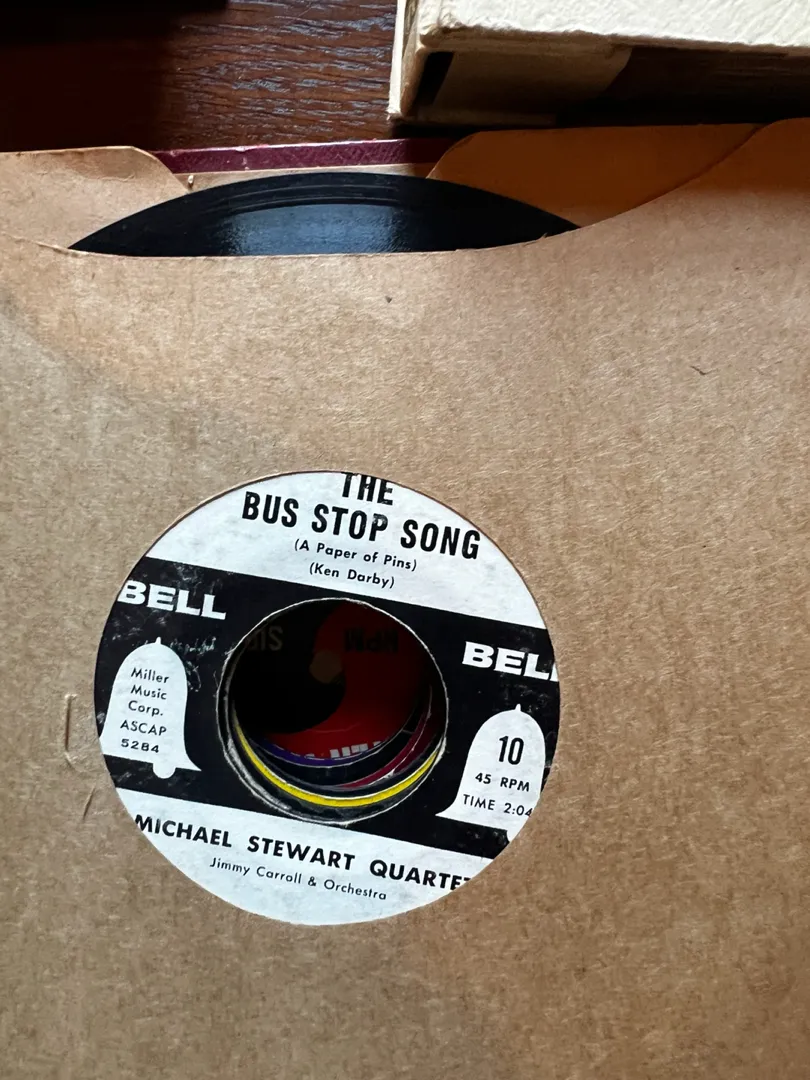 THE
BUS STOP SONG
(A Paper of Pins)
(Ken Darby)
BELL
BELL
Miller
Music
Corp.
ASCAP
5284
10
45 RPM
TIME 2:04
MICHAEL STEWART QUARTET
Jimmy Carroll & Orchestra
RPM